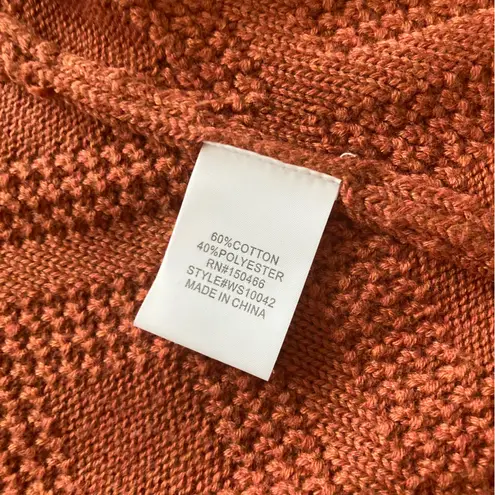 60%COTTON
40%POLYESTER
RN#150466
STYLE#WS10042
MADE IN CHINA